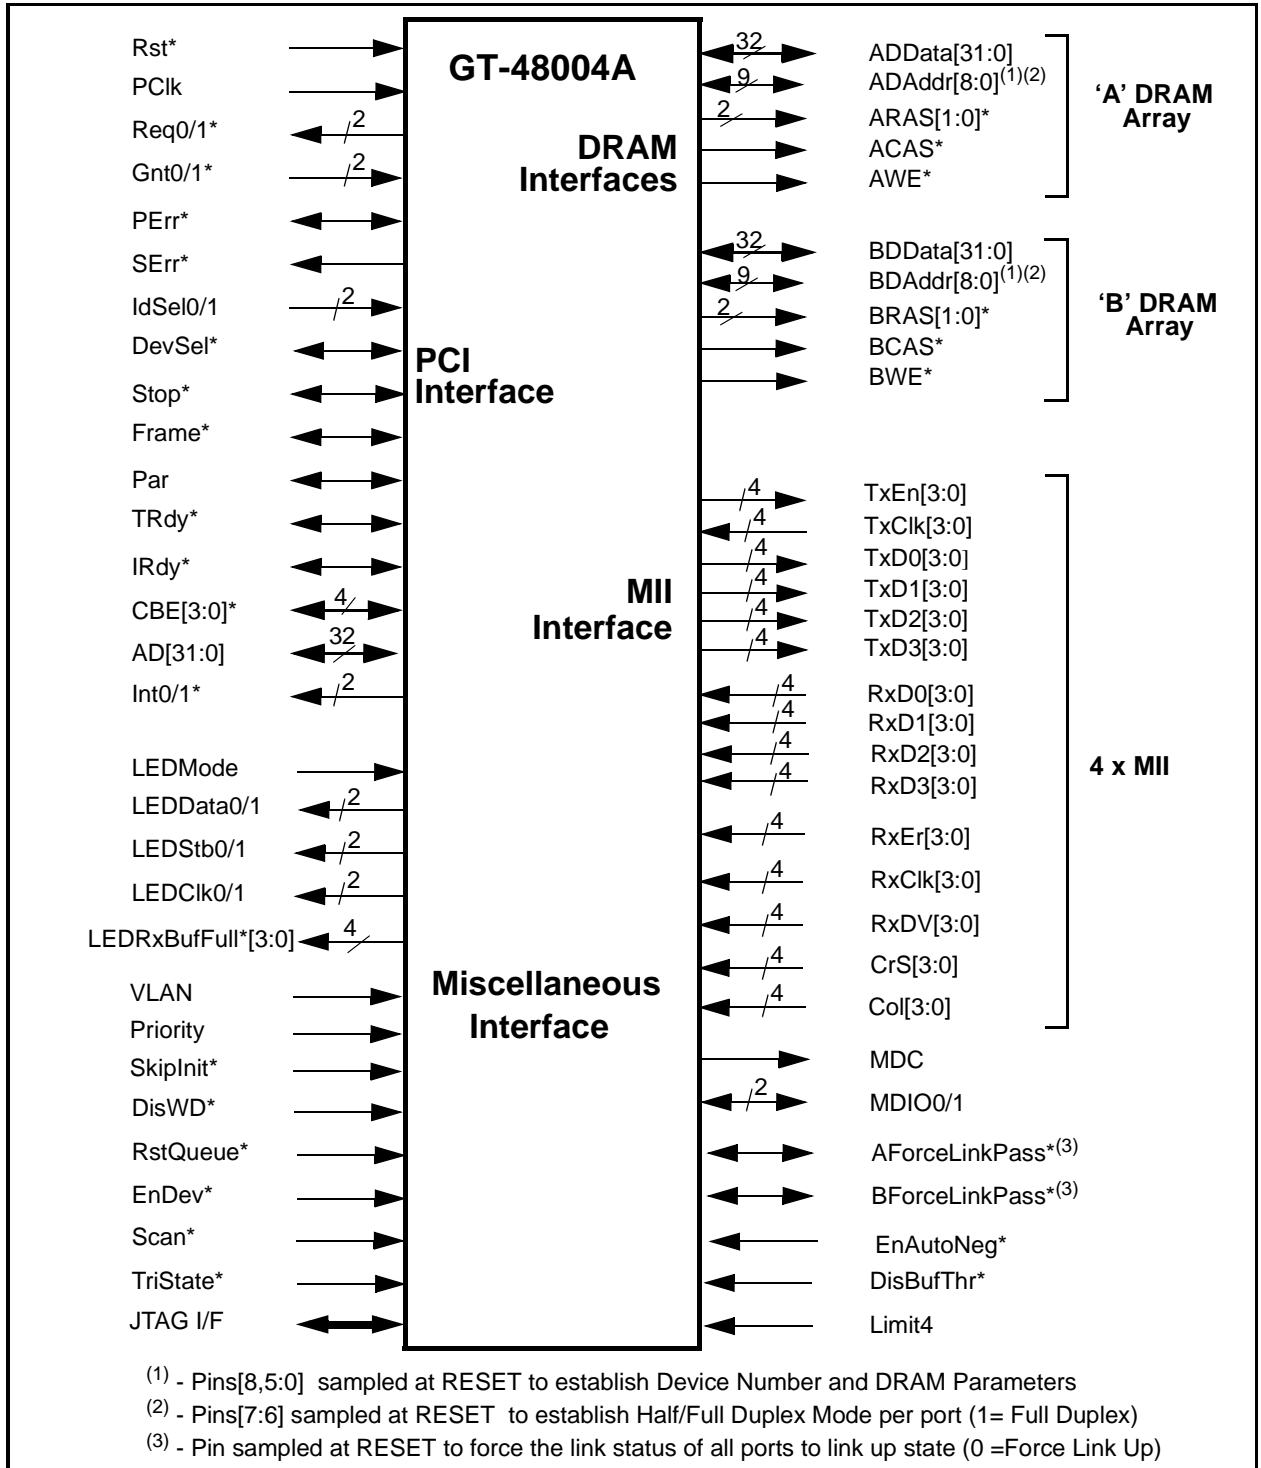 GT-48004A
DRAM
Interfaces
PCI
Interface
MII
Interface
Miscellaneous
Interface
Rst*
PClk
Req0/1* 2
Gnt0/1* 2
PErr*
SErr*
IdSel0/1 2
DevSel*
Stop*
Frame*
Par
TRdy*
IRdy*
CBE[3:0]* 4
AD[31:0] 32
Int0/1* 2
LEDMode
LEDData0/1 2
LEDStb0/1 2
LEDClk0/1 2
LEDRxBufFull*[3:0] 4
VLAN
Priority
SkipInit*
DisWD*
RstQueue*
EnDev*
Scan*
TriState*
JTAG I/F
32 ADData[31:0]
9 ADAddr[8:0](1)(2)
2 ARAS[1:0]*
ACAS*
AWE*
‘A’ DRAM
Array
32 BDData[31:0]
9 BDAddr[8:0](1)(2)
2 BRAS[1:0]*
BCAS*
BWE*
‘B’ DRAM
Array
4 TxEn[3:0]
4 TxClk[3:0]
4 TxD0[3:0]
4 TxD1[3:0]
4 TxD2[3:0]
4 TxD3[3:0]
4 RxD0[3:0]
4 RxD1[3:0]
4 RxD2[3:0]
4 RxD3[3:0]
4 RxEr[3:0]
4 RxClk[3:0]
4 RxDV[3:0]
4 CrS[3:0]
4 Col[3:0]
4 x MII
MDC
2 MDIO0/1
AForceLinkPass*(3)
BForceLinkPass*(3)
EnAutoNeg*
DisBufThr*
Limit4
(1) - Pins[8,5:0] sampled at RESET to establish Device Number and DRAM Parameters
(2) - Pins[7:6] sampled at RESET to establish Half/Full Duplex Mode per port (1= Full Duplex)
(3) - Pin sampled at RESET to force the link status of all ports to link up state (0 =Force Link Up)